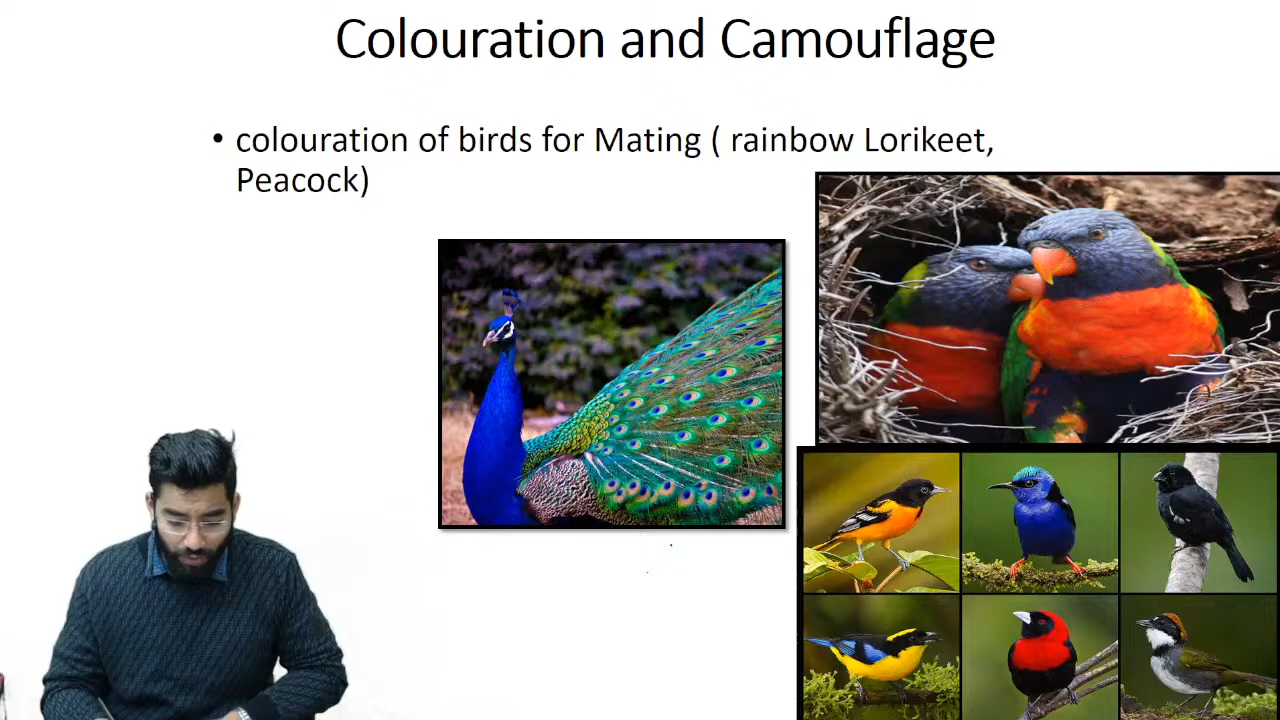 Colouration and Camouflage
• colouration of birds for Mating ( rainbow Lorikeet,
Peacock)